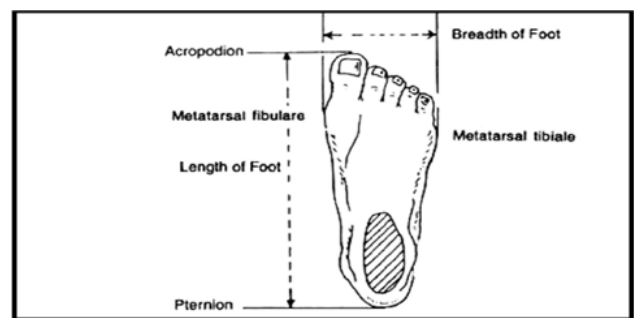 Breadth of Foot
Acropodion
Metatarsal fibulare
Metatarsal tibiale
Length of Foot
Pternion